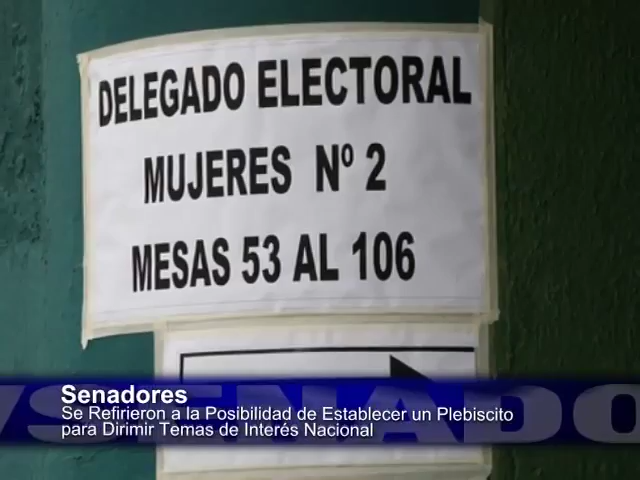 DELEGADO ELECTORAL
MUJERES Nº 2
MESAS 53 AL 106
Senadores
Se Refirieron a la Posibilidad de Establecer un Plebiscito
para Dirimir Temas de Interés Nacional
VSENADO